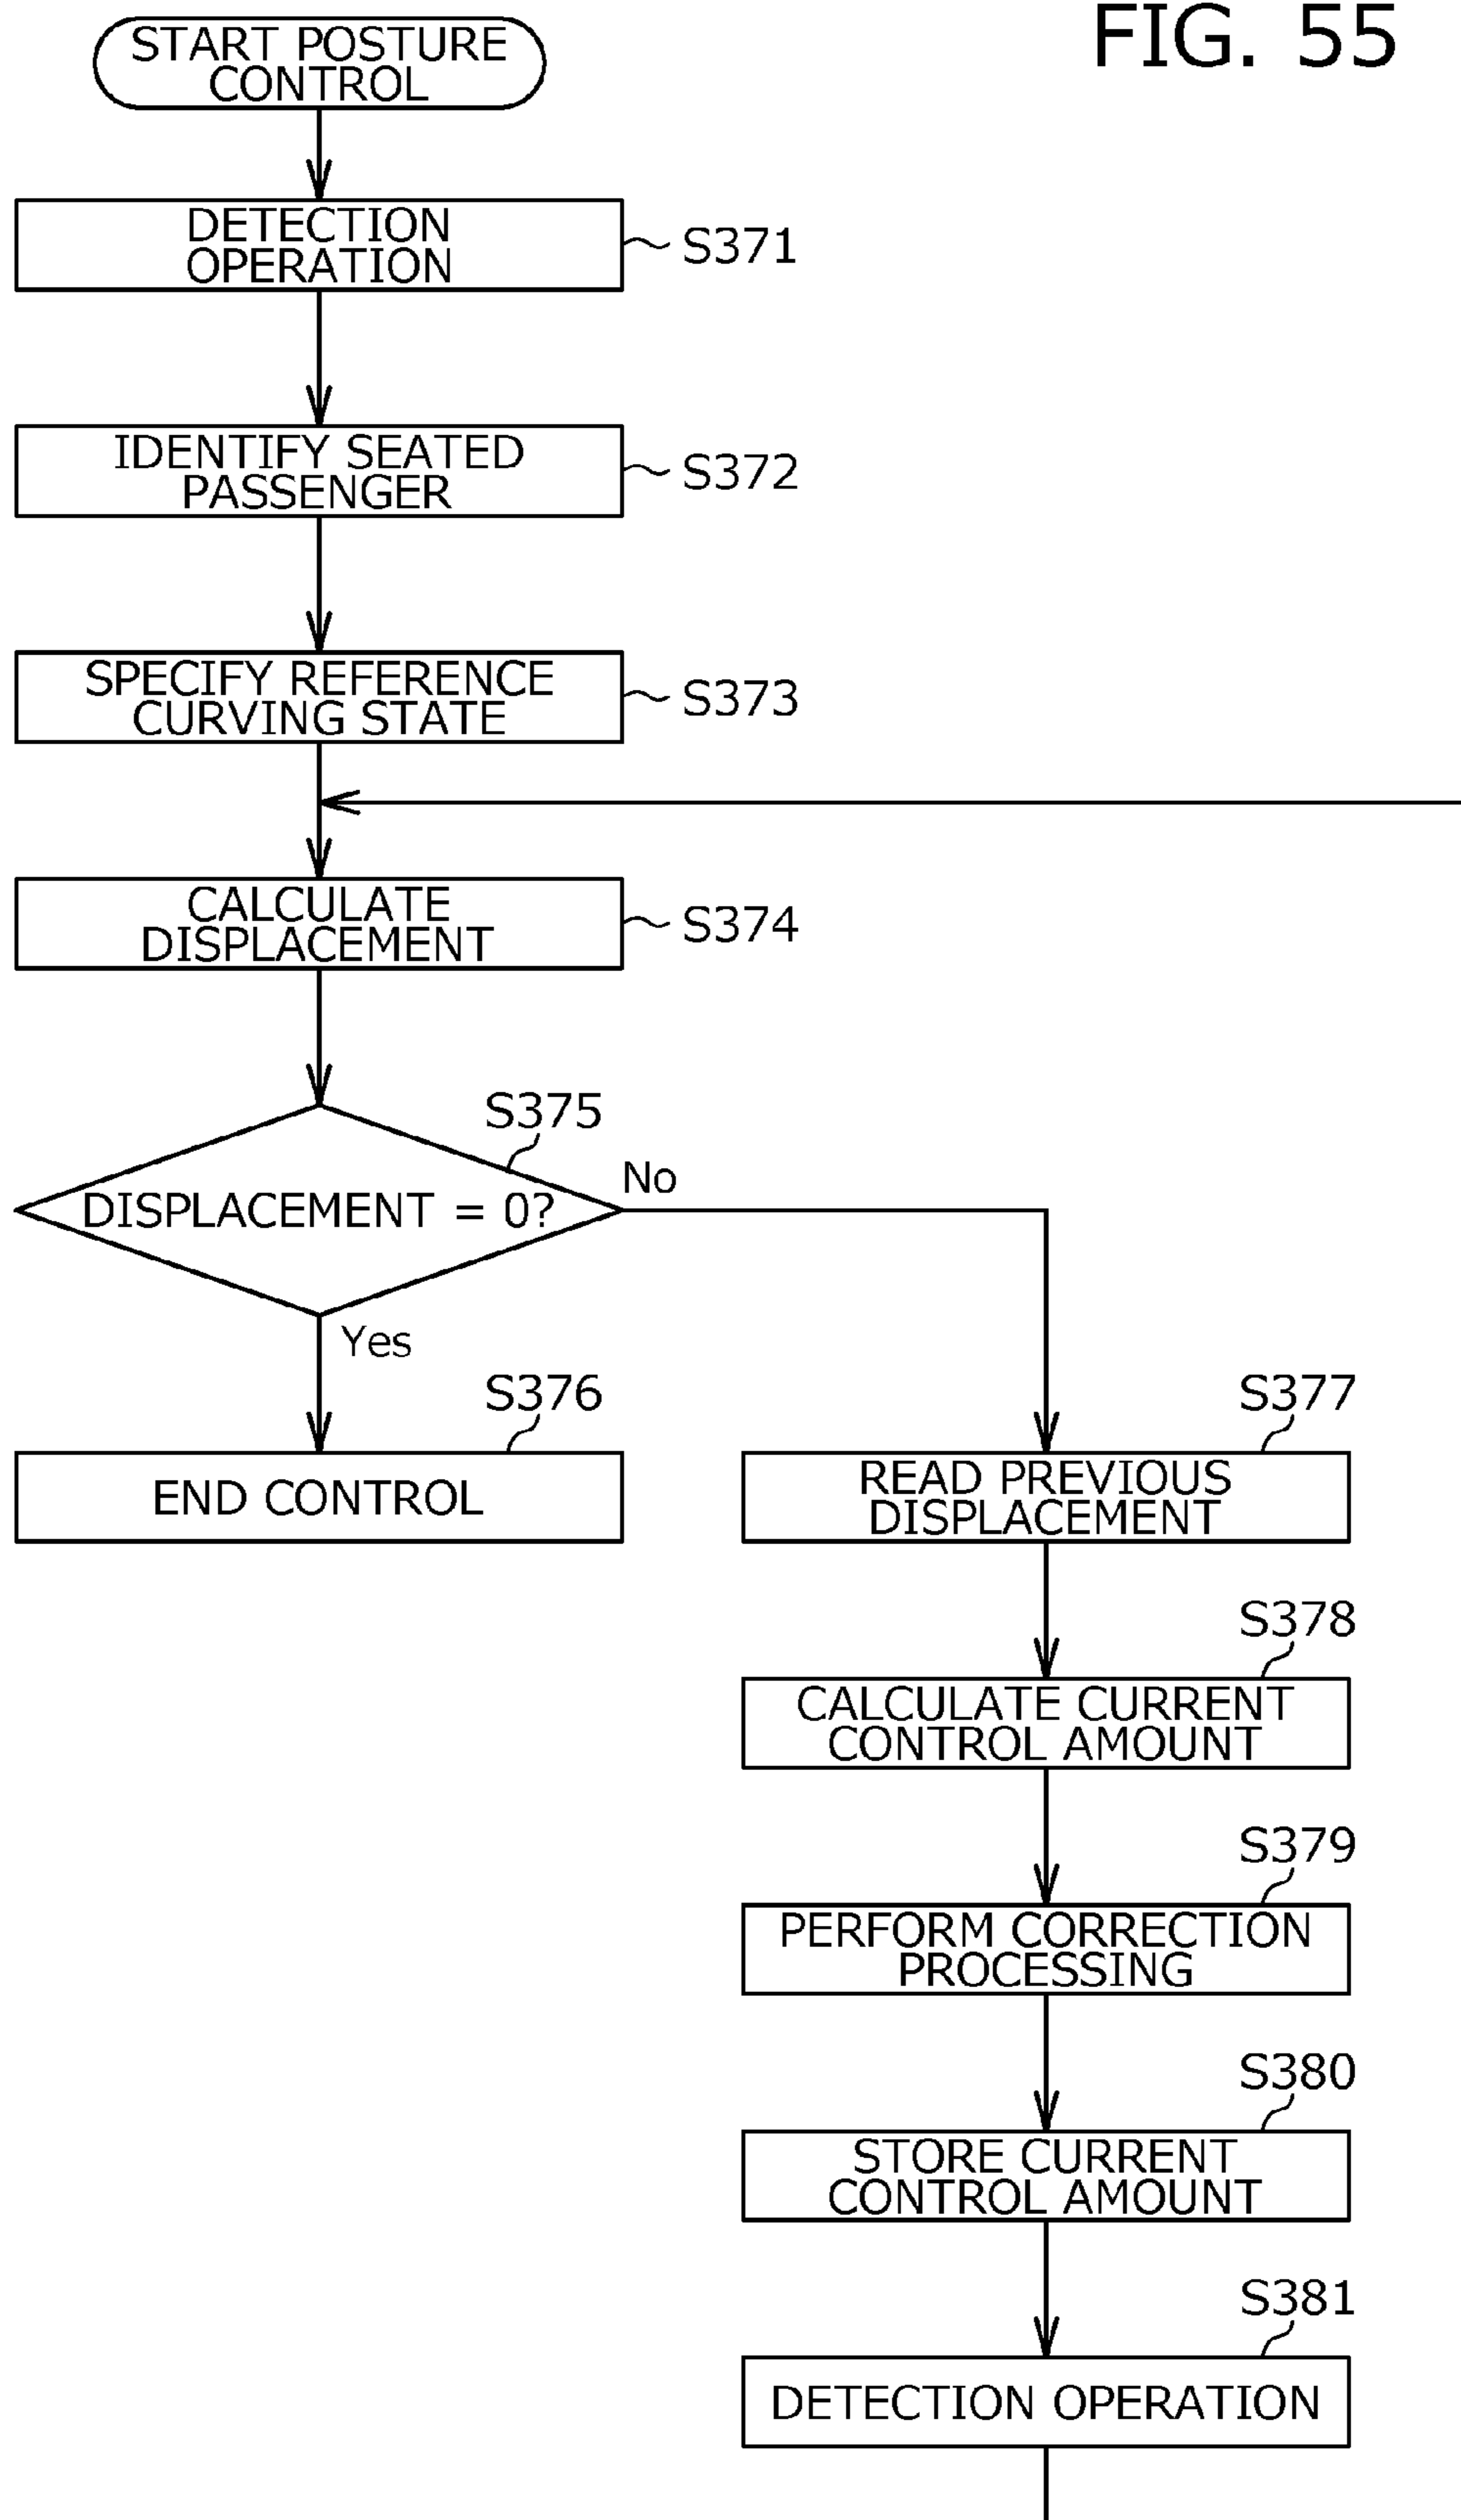 FIG. 55
START POSTURE
CONTROL
DETECTION
OPERATION
S371
IDENTIFY SEATED
PASSENGER
S372
SPECIFY REFERENCE
CURVING STATE
S373
CALCULATE
DISPLACEMENT
S374
S375
DISPLACEMENT = 0?
No
Yes
S376
END CONTROL
S377
READ PREVIOUS
DISPLACEMENT
S378
CALCULATE CURRENT
CONTROL AMOUNT
S379
PERFORM CORRECTION
PROCESSING
S380
STORE CURRENT
CONTROL AMOUNT
S381
DETECTION OPERATION